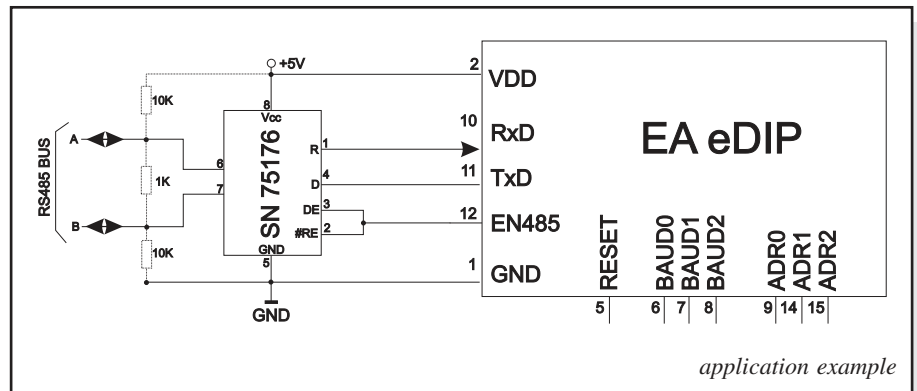 +5V
2
VDD
10K
8
Vcc
10
RxD
EA eDIP
A
6
R
1
RS485 BUS
1K
SN 75176
11
TxD
7
D
4
B
DE
3
12
EN485
#RE
2
10K
GND
5
1
GND
GND
RESET
BAUD0
BAUD1
BAUD2
ADR0
ADR1
ADR2
5
6
7
8
9
14
15
application example